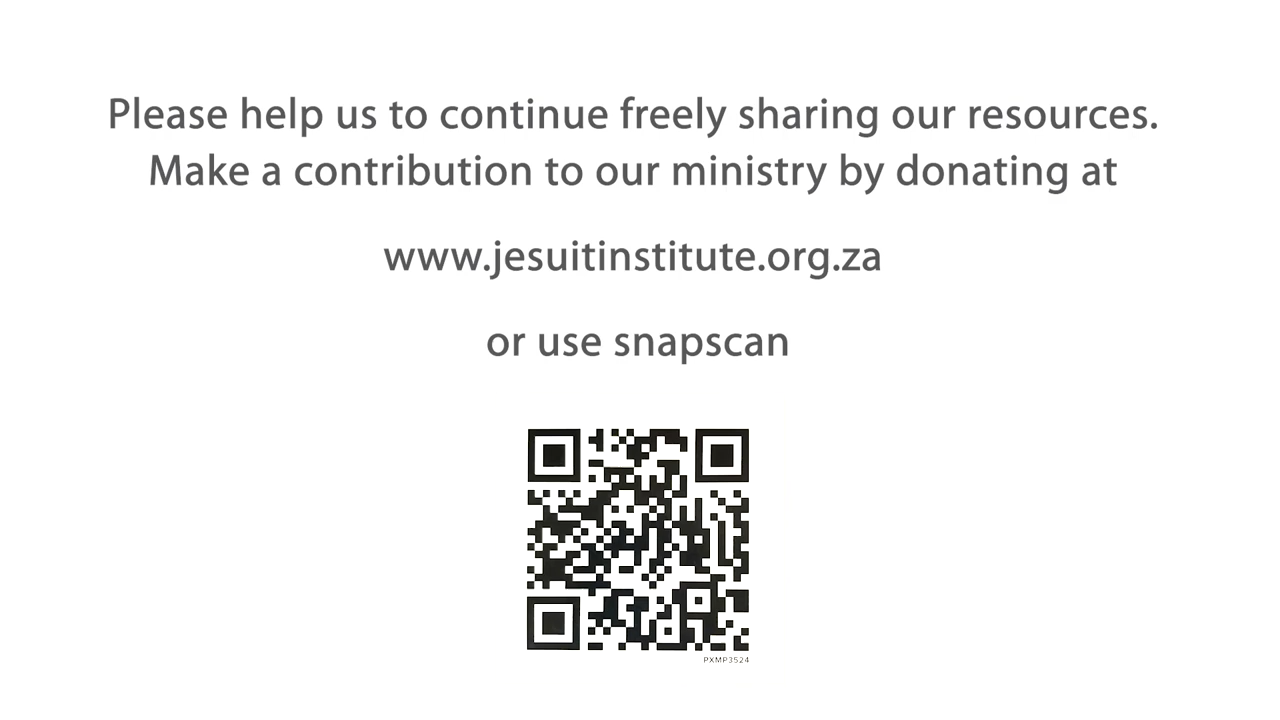 Please help us to continue freely sharing our resources.
Make a contribution to our ministry by donating at
www.jesuitinstitute.org.za
or use snapscan
PXMP3524